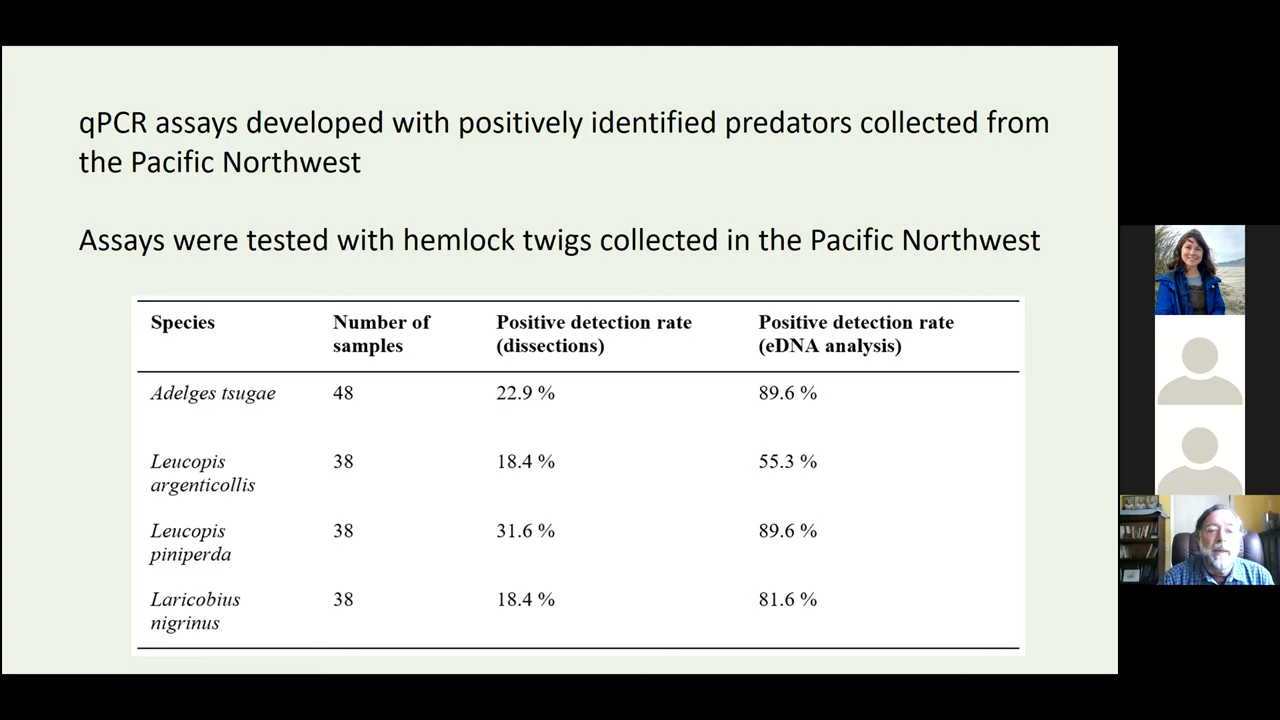 qPCR assays developed with positively identified predators collected from
the Pacific Northwest
Assays were tested with hemlock twigs collected in the Pacific Northwest
Species Number of samples Positive detection rate (dissections) Positive detection rate (eDNA analysis)
Adelges tsugae 48 22.9 % 89.6 %
Leucopis argenticollis 38 18.4 % 55.3 %
Leucopis piniperda 38 31.6 % 89.6 %
Laricobius nigrinus 38 18.4 % 81.6 %